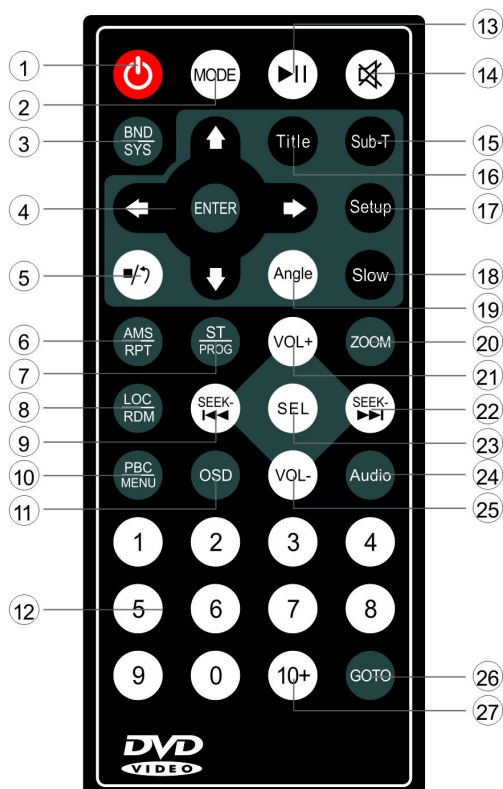 13
1
MODE
14
2
3
BND
SYS
Title
Sub-T
15
16
4
ENTER
Setup
17
5
Angle
Slow
18
19
6
AMS
RPT
ST
PROG
VOL+
ZOOM
20
7
21
8
LOC
RDM
SEEK-
SEL
SEEK-
22
9
23
10
PBC
MENU
OSD
VOL-
Audio
24
11
25
1
2
3
4
12
5
6
7
8
9
0
10+
GOTO
26
27
DVD
VIDEO